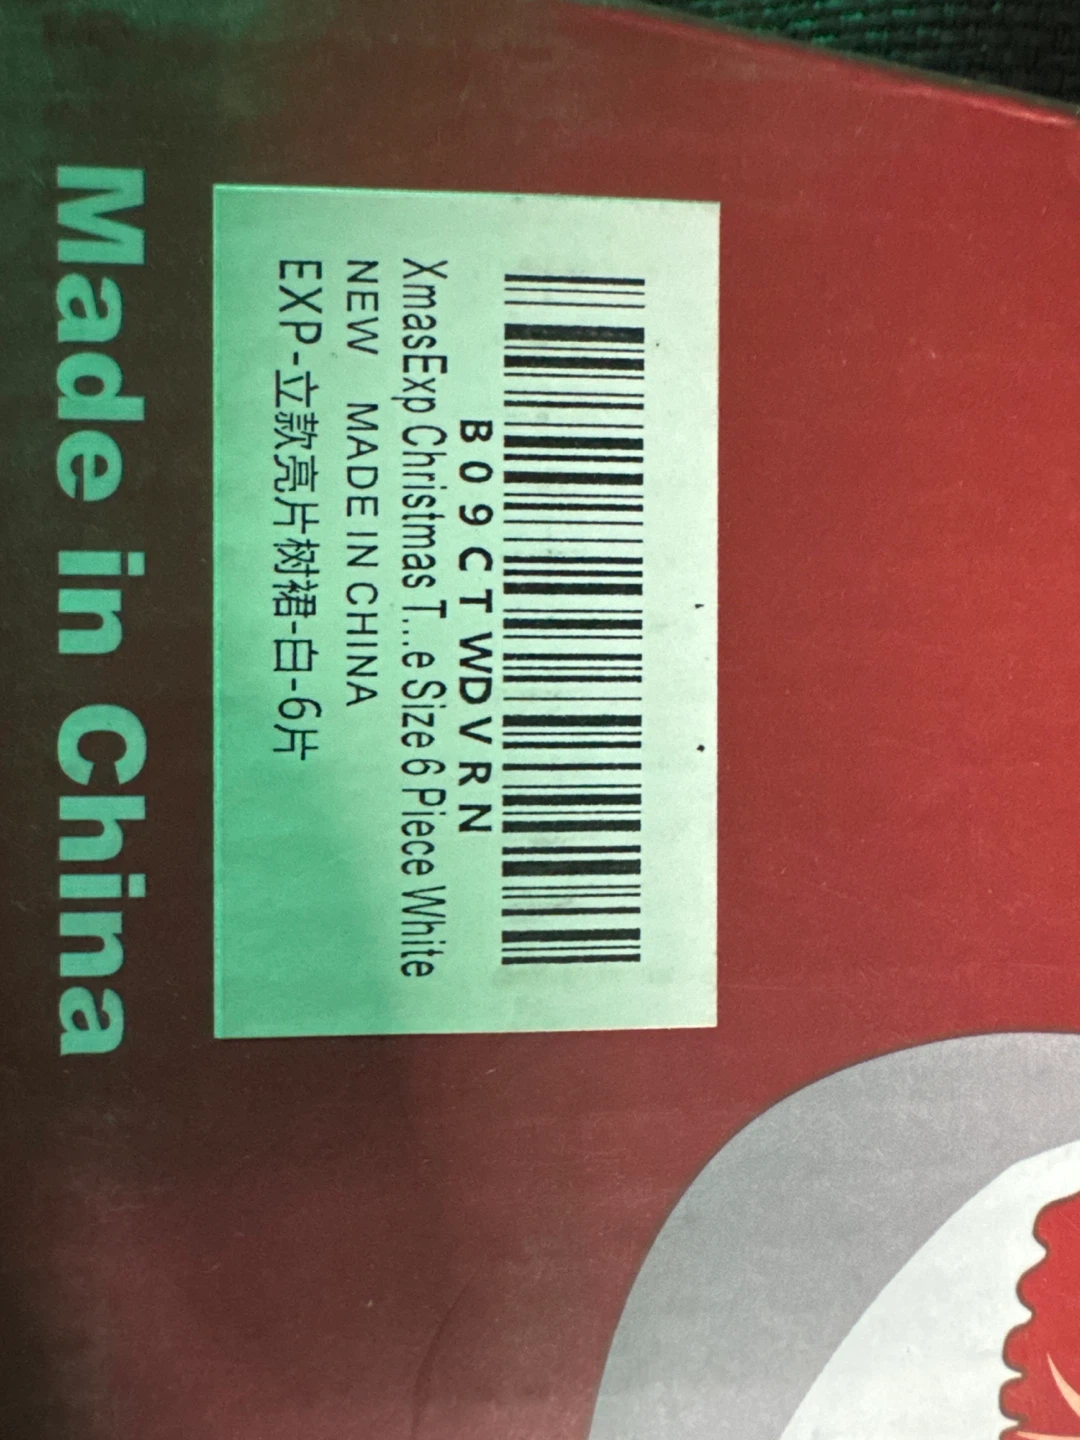 B09CTWDVRN
XmasExp Christmas T...e Size 6 Piece White
NEW MADE IN CHINA
EXP-立款亮片树裙-白-6片
Made in China